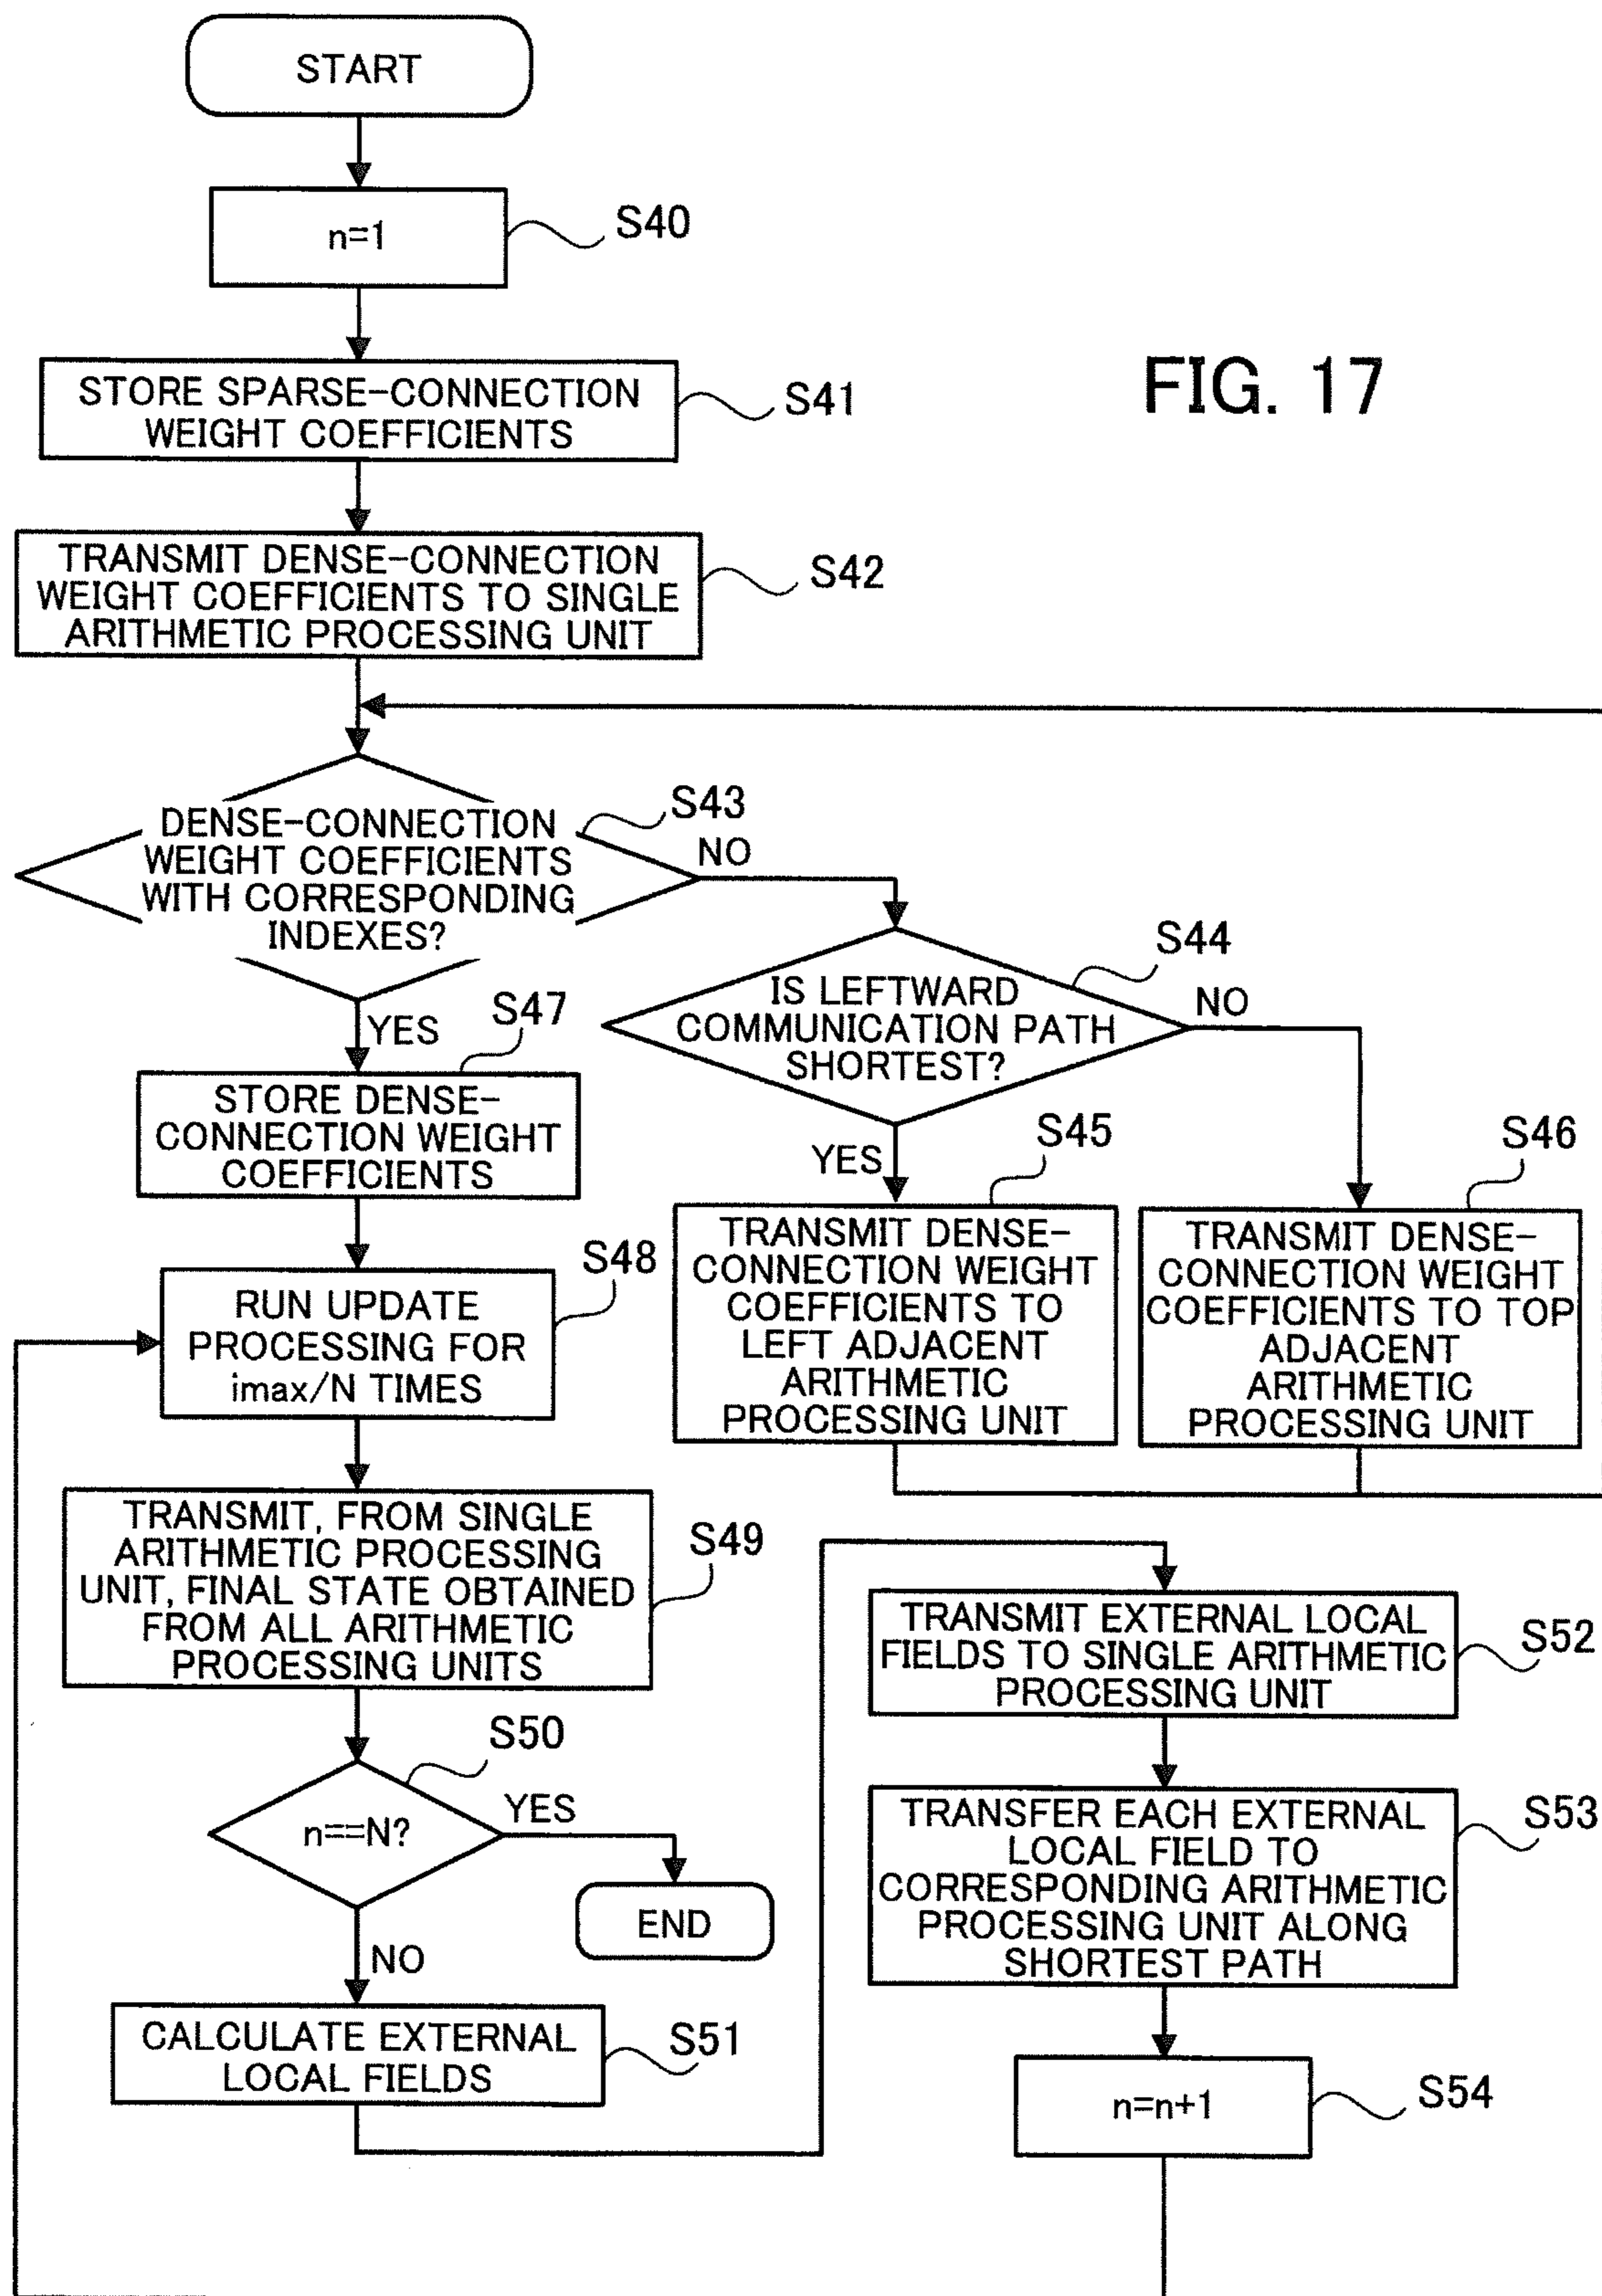 START
n=1
S40
FIG. 17
STORE SPARSE-CONNECTION
WEIGHT COEFFICIENTS
S41
TRANSMIT DENSE-CONNECTION
WEIGHT COEFFICIENTS TO SINGLE
ARITHMETIC PROCESSING UNIT
S42
DENSE-CONNECTION
WEIGHT COEFFICIENTS
WITH CORRESPONDING
INDEXES?
S43
NO
YES
IS LEFTWARD
COMMUNICATION PATH
SHORTEST?
S44
NO
YES
STORE DENSE-
CONNECTION WEIGHT
COEFFICIENTS
S47
TRANSMIT DENSE-
CONNECTION WEIGHT
COEFFICIENTS TO
LEFT ADJACENT
ARITHMETIC
PROCESSING UNIT
S45
TRANSMIT DENSE-
CONNECTION WEIGHT
COEFFICIENTS TO TOP
ADJACENT
ARITHMETIC
PROCESSING UNIT
S46
RUN UPDATE
PROCESSING FOR
imax/N TIMES
S48
TRANSMIT, FROM SINGLE
ARITHMETIC PROCESSING
UNIT, FINAL STATE OBTAINED
FROM ALL ARITHMETIC
PROCESSING UNITS
S49
n==N?
S50
YES
END
NO
CALCULATE EXTERNAL
LOCAL FIELDS
S51
TRANSMIT EXTERNAL LOCAL
FIELDS TO SINGLE ARITHMETIC
PROCESSING UNIT
S52
TRANSFER EACH EXTERNAL
LOCAL FIELD TO
CORRESPONDING ARITHMETIC
PROCESSING UNIT ALONG
SHORTEST PATH
S53
n=n+1
S54